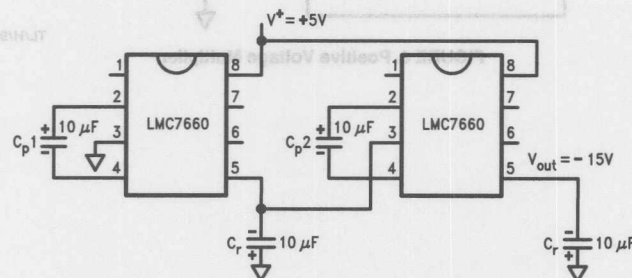 V+ = +5V
1 8 1 8
2 7 2 7
+ 10 μF LMC7660 + 10 μF LMC7660
Cp1 3 6 Cp2 3 6
- -
4 5 4 5 Vout = - 15V
- -
Cr 10 μF Cr 10 μF
+ +